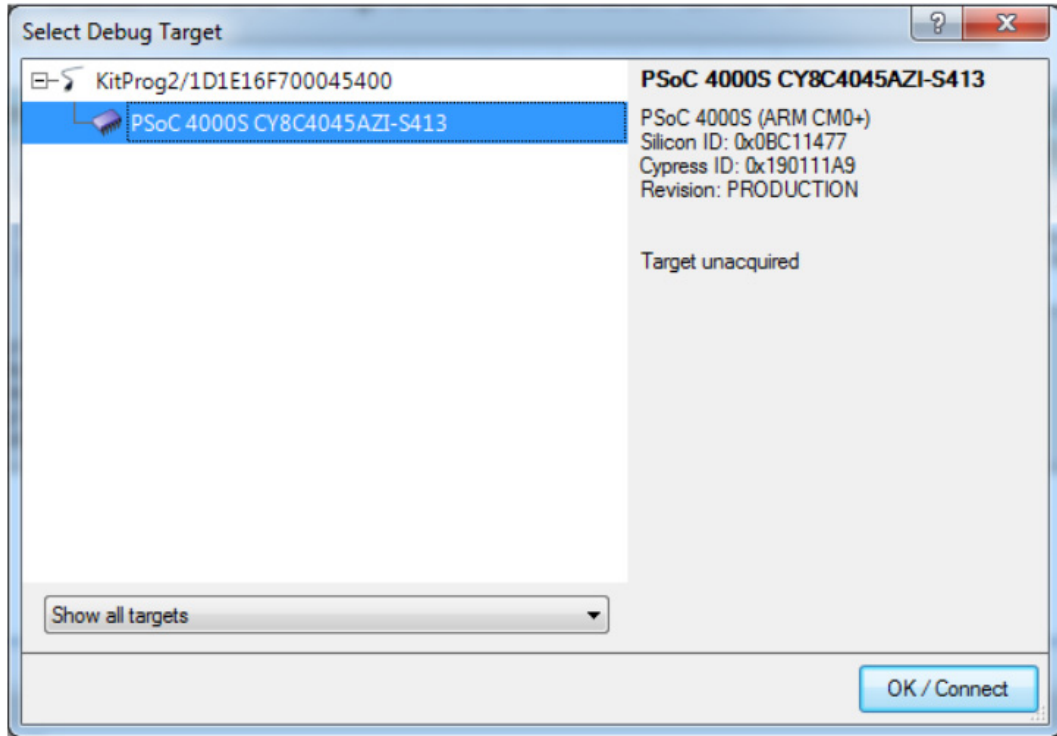 Select Debug Target
KitProg2/1D1E16F700045400
PSoC 4000S CY8C4045AZI-S413
PSoC 4000S CY8C4045AZI-S413
PSoC 4000S (ARM CM0+)
Silicon ID: 0x0BC11477
Cypress ID: 0x190111A9
Revision: PRODUCTION
Target unacquired
Show all targets
OK / Connect